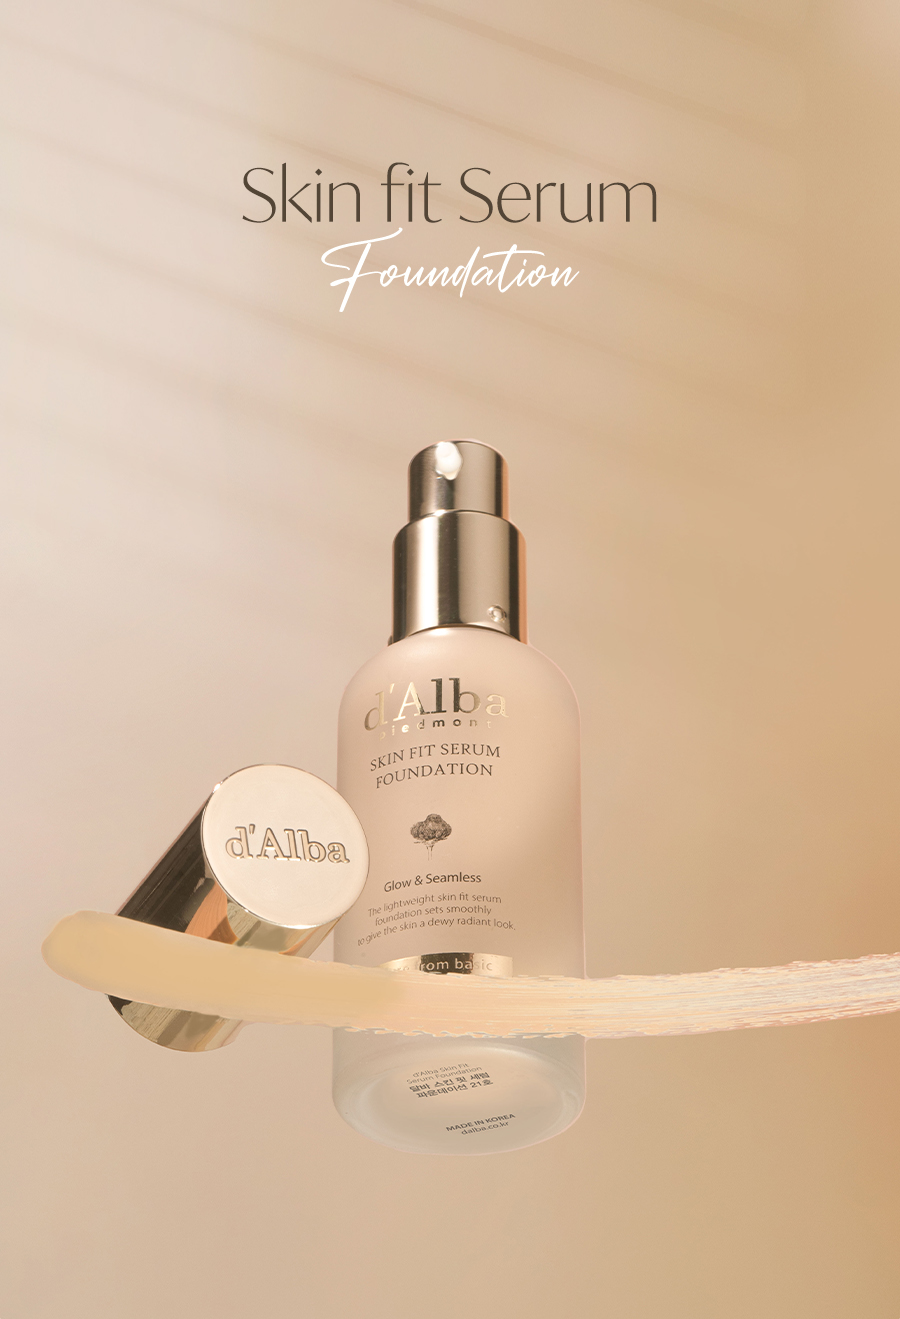 Skin fit Serum
Foundation
d'Alba
piedmont
SKIN FIT SERUM
FOUNDATION
d'Alba
Glow & Seamless
The lightweight skin fit serum
foundation sets smoothly
to give the skin a dewy radiant look.
from basic
d'Alba Skin Fit
Serum Foundation
달바 스킨 핏 세럼
파운데이션 21호
MADE IN KOREA
dalba.co.kr